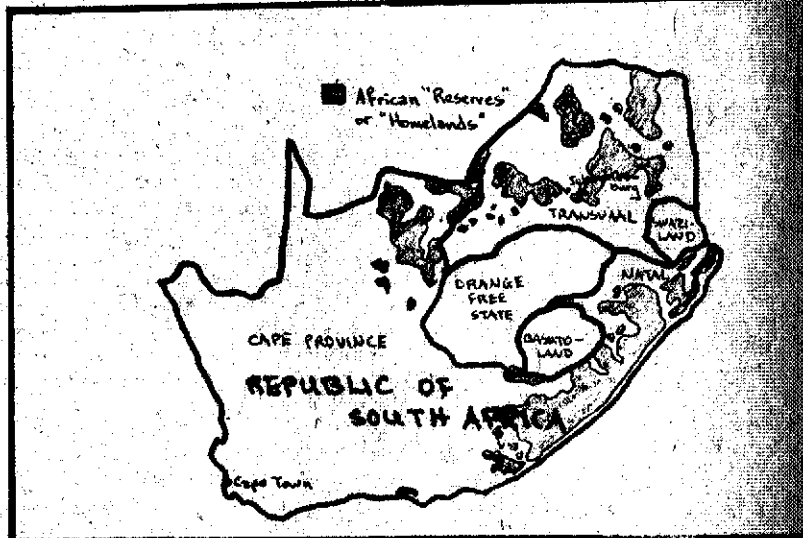 African "Reserves"
or "Homelands"
TRANSVAAL
SWAZI-
LAND
NATAL
ORANGE
FREE
STATE
BASUTO-
LAND
CAPE PROVINCE
REPUBLIC OF
SOUTH AFRICA
Cape Town